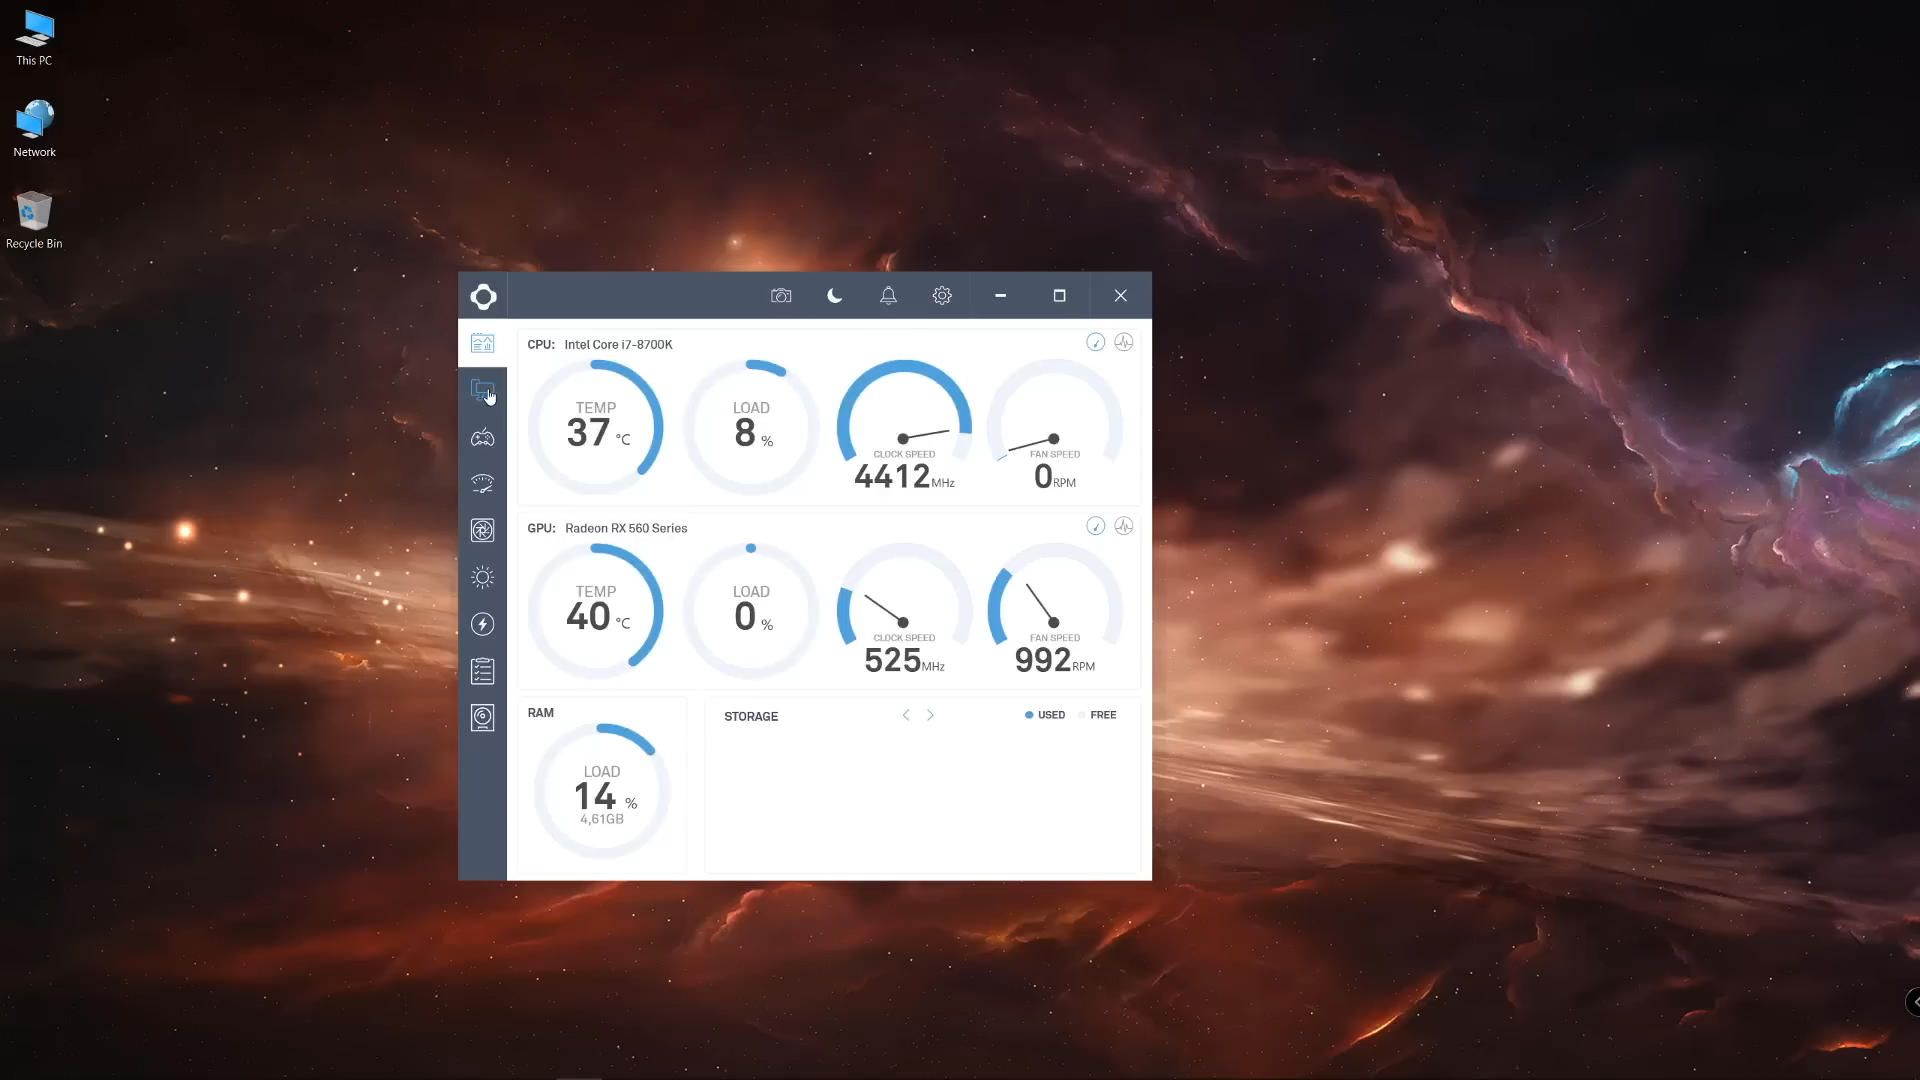 This PC
Network
Recycle Bin
CPU: Intel Core i7-8700K
TEMP
37 °C
LOAD
8 %
CLOCK SPEED
4412 MHz
FAN SPEED
0 RPM
GPU: Radeon RX 560 Series
TEMP
40 °C
LOAD
0 %
CLOCK SPEED
525 MHz
FAN SPEED
992 RPM
RAM
LOAD
14 %
4,61GB
STORAGE
USED
FREE